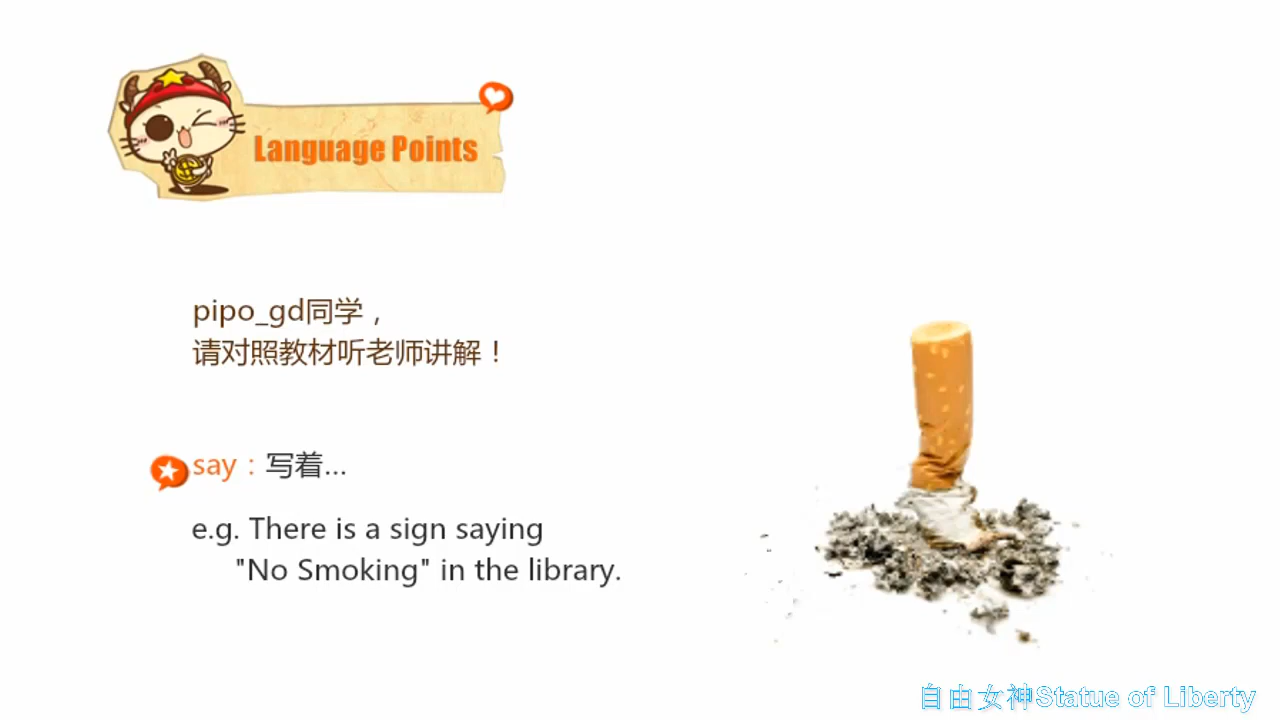 Language Points
pipo_gd同学，
请对照教材听老师讲解！
say：写着...
e.g. There is a sign saying
"No Smoking" in the library.
自由女神Statue of Liberty